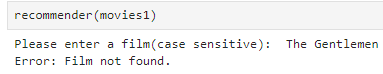 recommender(movies1)
Please enter a film(case sensitive):  The Gentlemen
Error: Film not found.